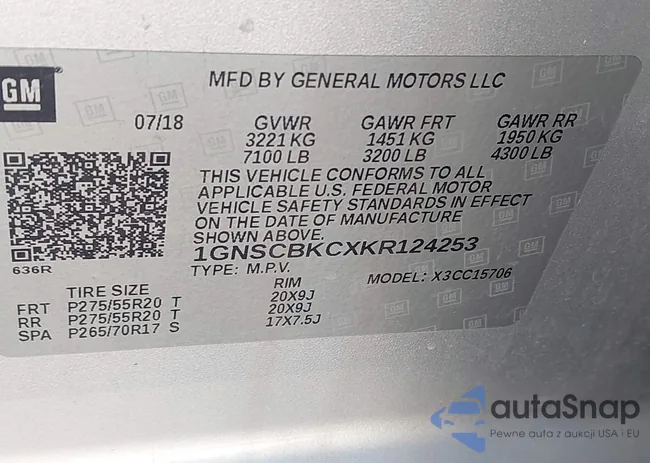 GM
MFD BY GENERAL MOTORS LLC
07/18 GVWR GAWR FRT GAWR RR
3221 KG 1451 KG 1950 KG
7100 LB 3200 LB 4300 LB
THIS VEHICLE CONFORMS TO ALL
APPLICABLE U.S. FEDERAL MOTOR
VEHICLE SAFETY STANDARDS IN EFFECT
ON THE DATE OF MANUFACTURE
SHOWN ABOVE.
1GNSCBKCXKR124253
636R
TYPE: M.P.V. MODEL: X3CC15706
TIRE SIZE RIM
FRT P275/55R20 T 20X9J
RR P275/55R20 T 20X9J
SPA P265/70R17 S 17X7.5J
autaSnap
Pewne auta z aukcji USA i EU